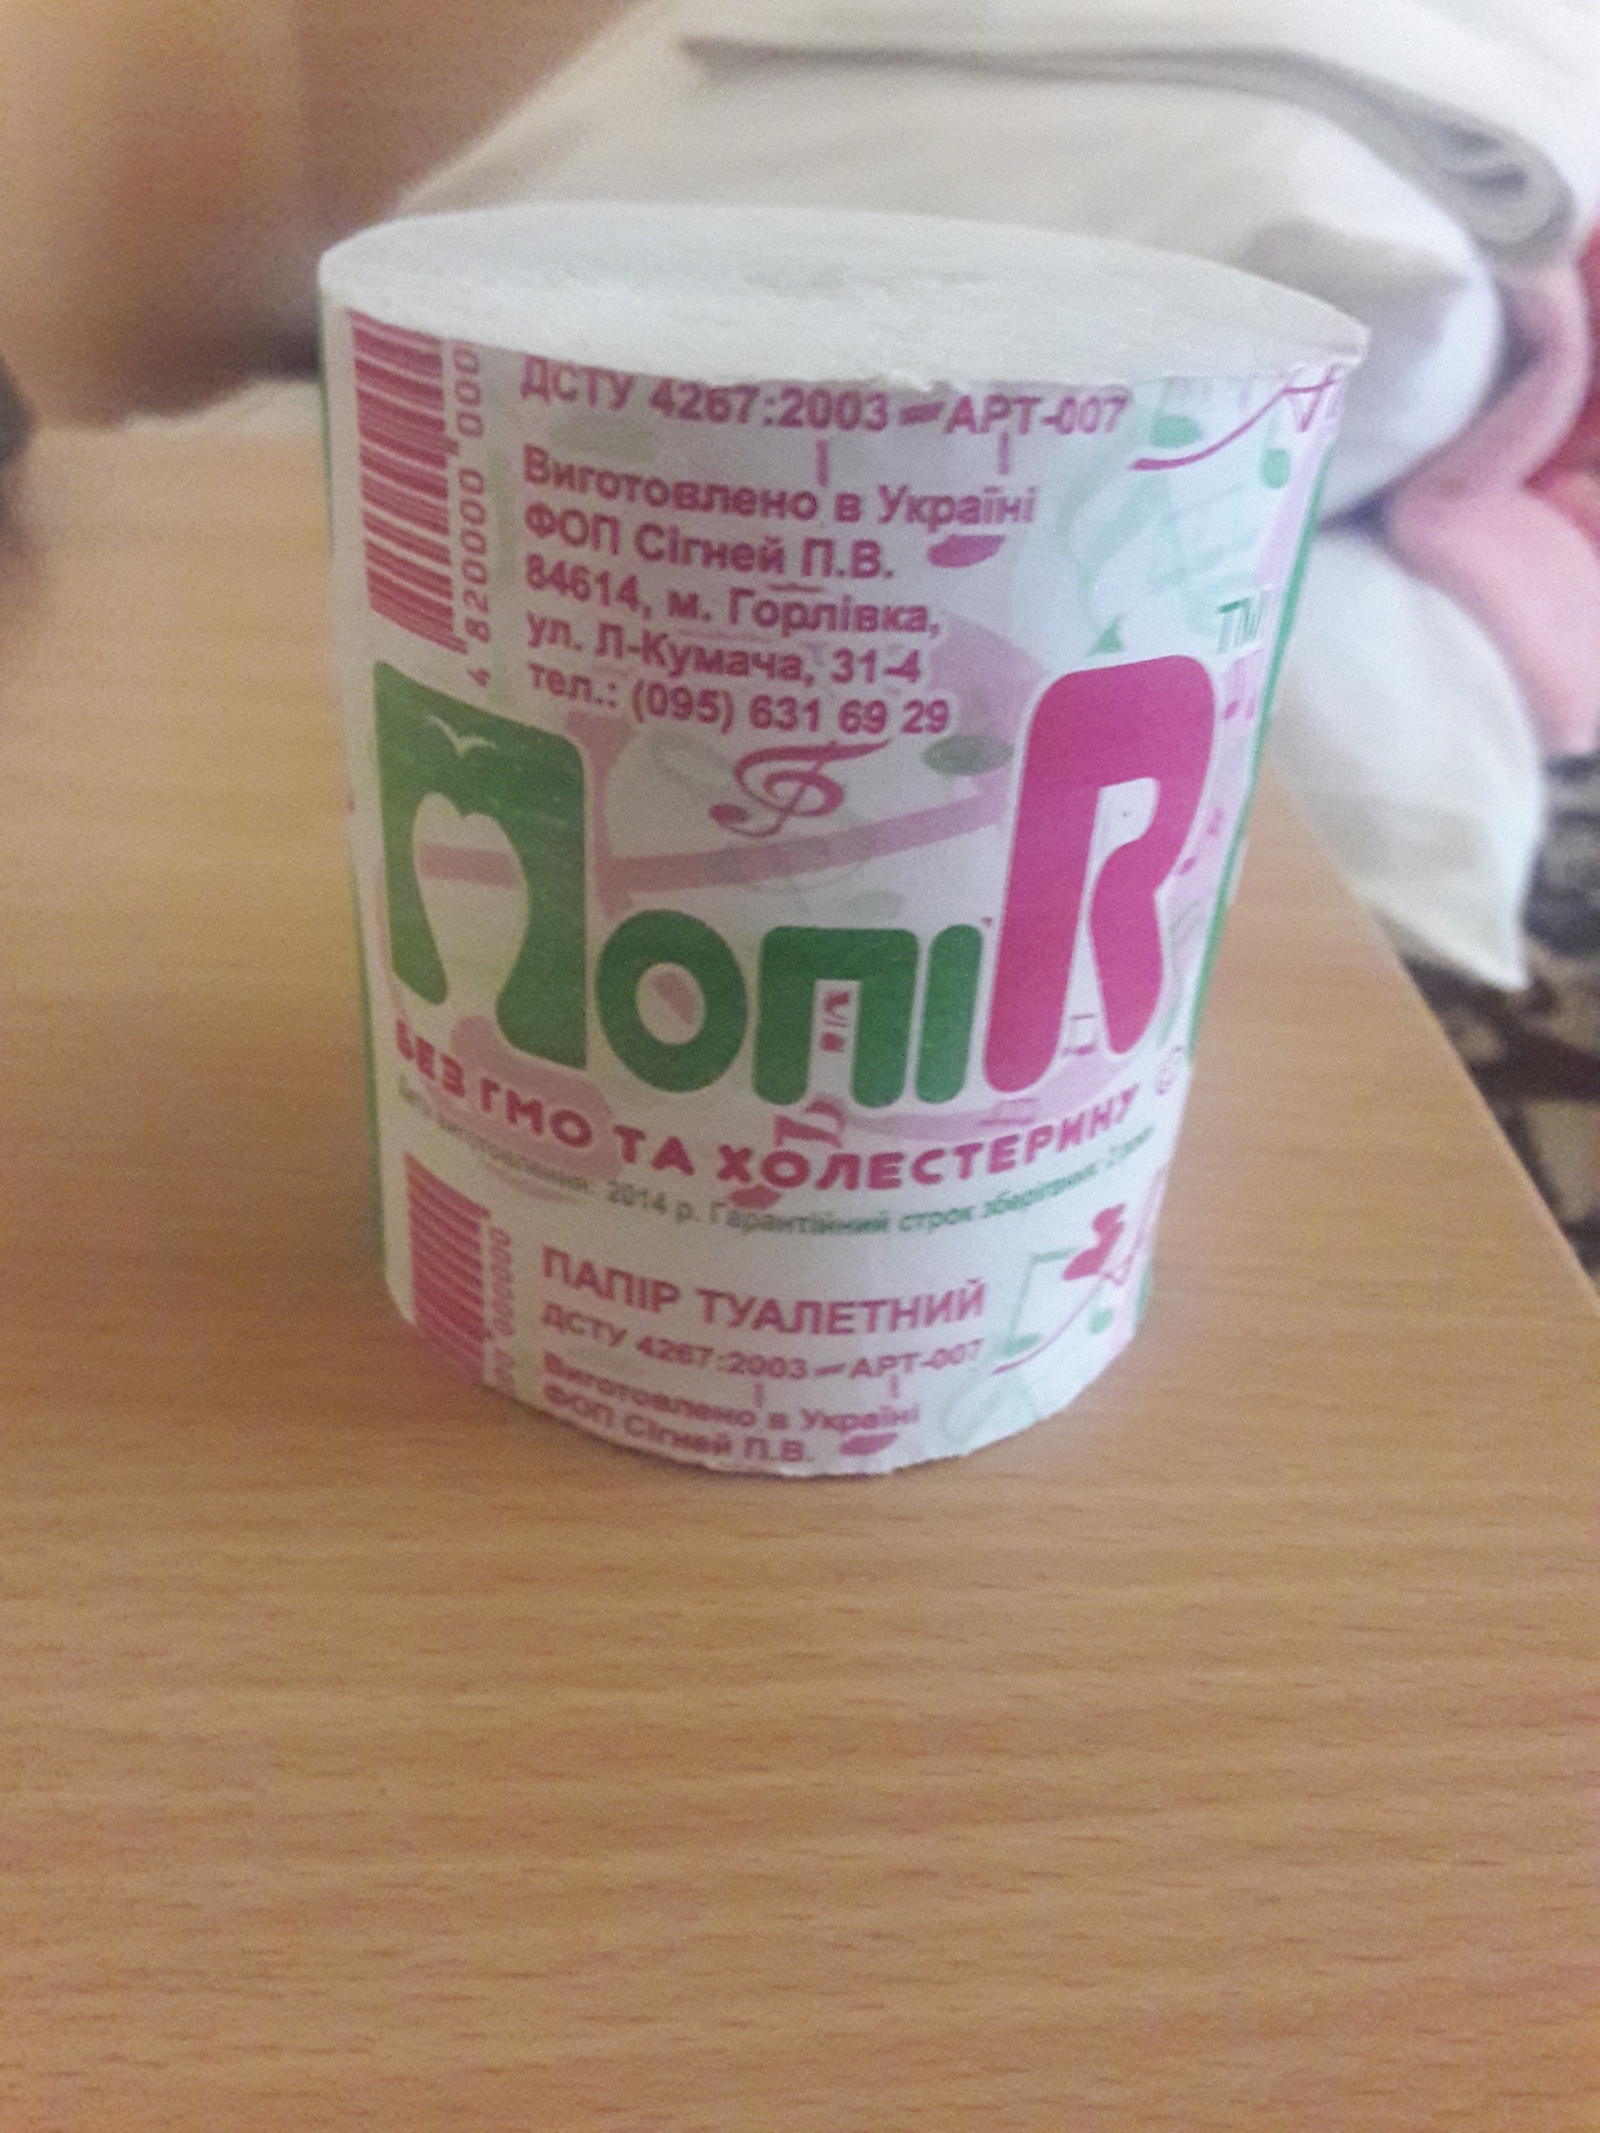 4 820000 000
ДСТУ 4267:2003 — АРТ-007
Виготовлено в Україні
ФОП Сігней П.В.
84614, м. Горлівка,
ул. Л-Кумача, 31-4
тел.: (095) 631 69 29
TM
ПопіR
БЕЗ ГМО ТА ХОЛЕСТЕРИНУ
виготовлення: 2014 р. Гарантійний строк зберігання:
ПАПІР ТУАЛЕТНИЙ
ДСТУ 4267:2003 — АРТ-007
Виготовлено в Україні
ФОП Сігней П.В.